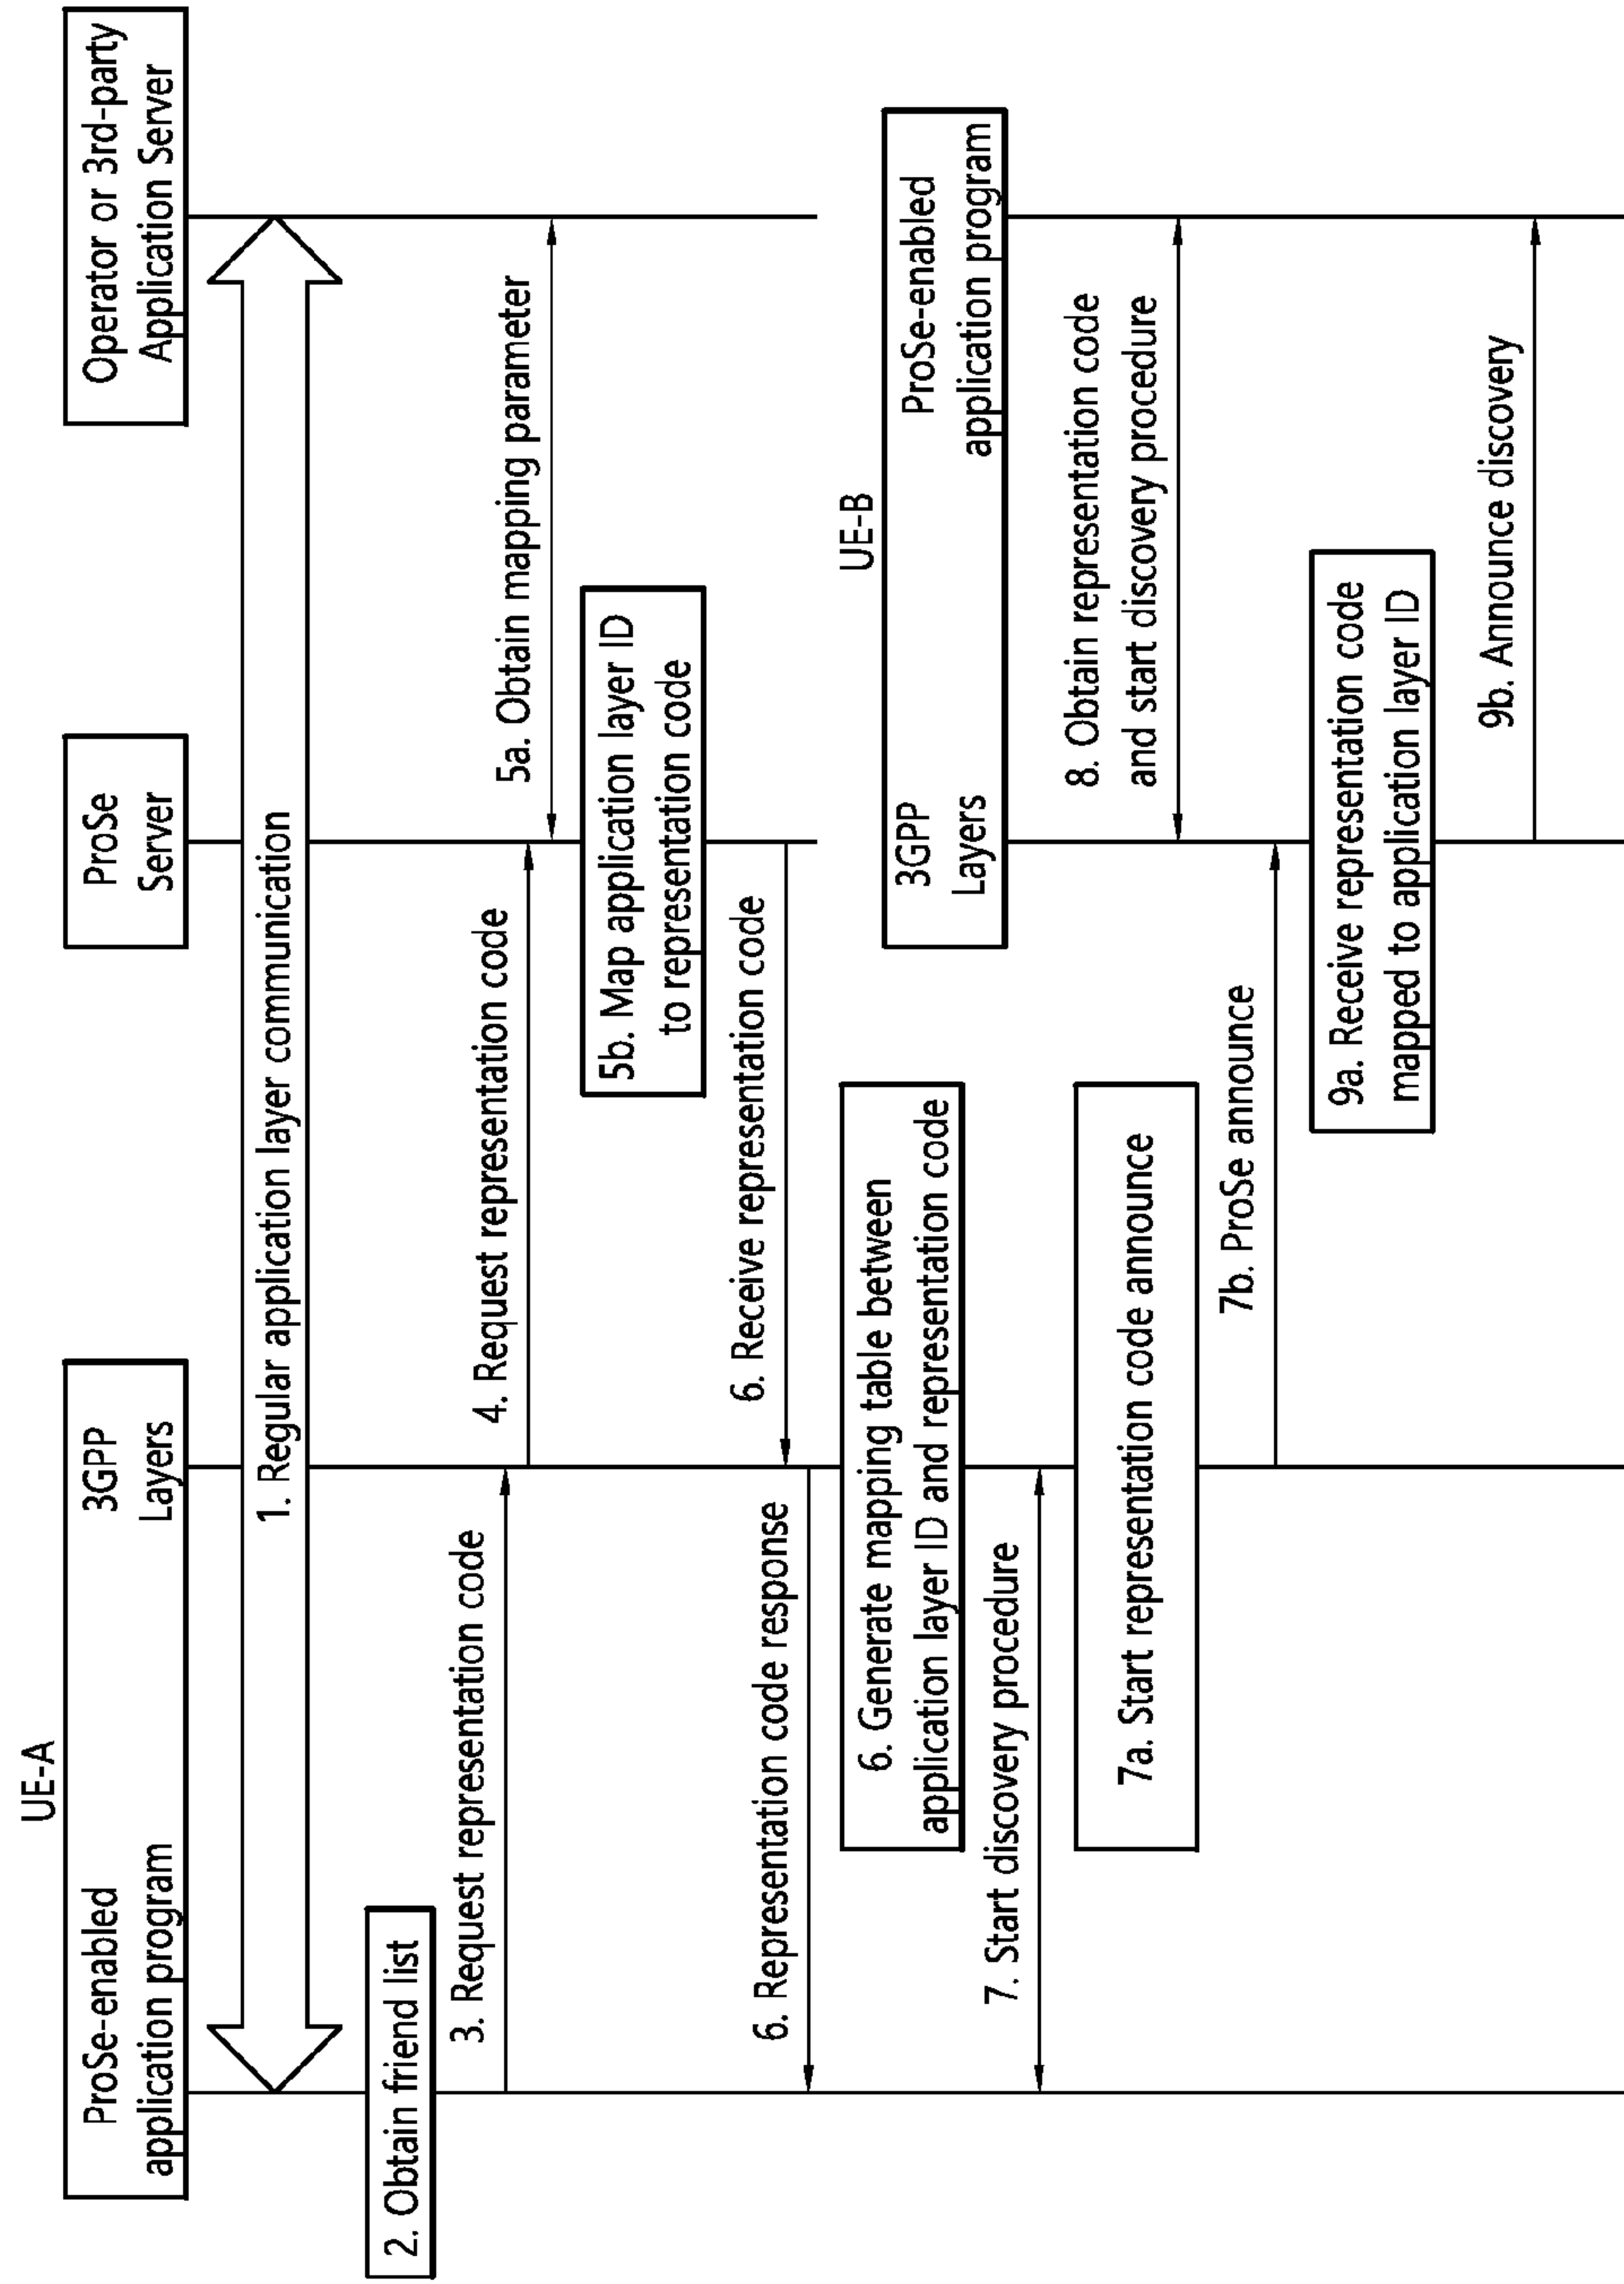 UE-A
ProSe-enabled
application program
3GPP
Layers
ProSe
Server
Operator or 3rd-party
Application Server
1. Regular application layer communication
2. Obtain friend list
3. Request representation code
4. Request representation code
5a. Obtain mapping parameter
5b. Map application layer ID
to representation code
6. Receive representation code
6. Representation code response
6. Generate mapping table between
application layer ID and representation code
UE-B
3GPP
Layers
ProSe-enabled
application program
7. Start discovery procedure
7a. Start representation code announce
8. Obtain representation code
and start discovery procedure
7b. ProSe announce
9a. Receive representation code
mapped to application layer ID
9b. Announce discovery